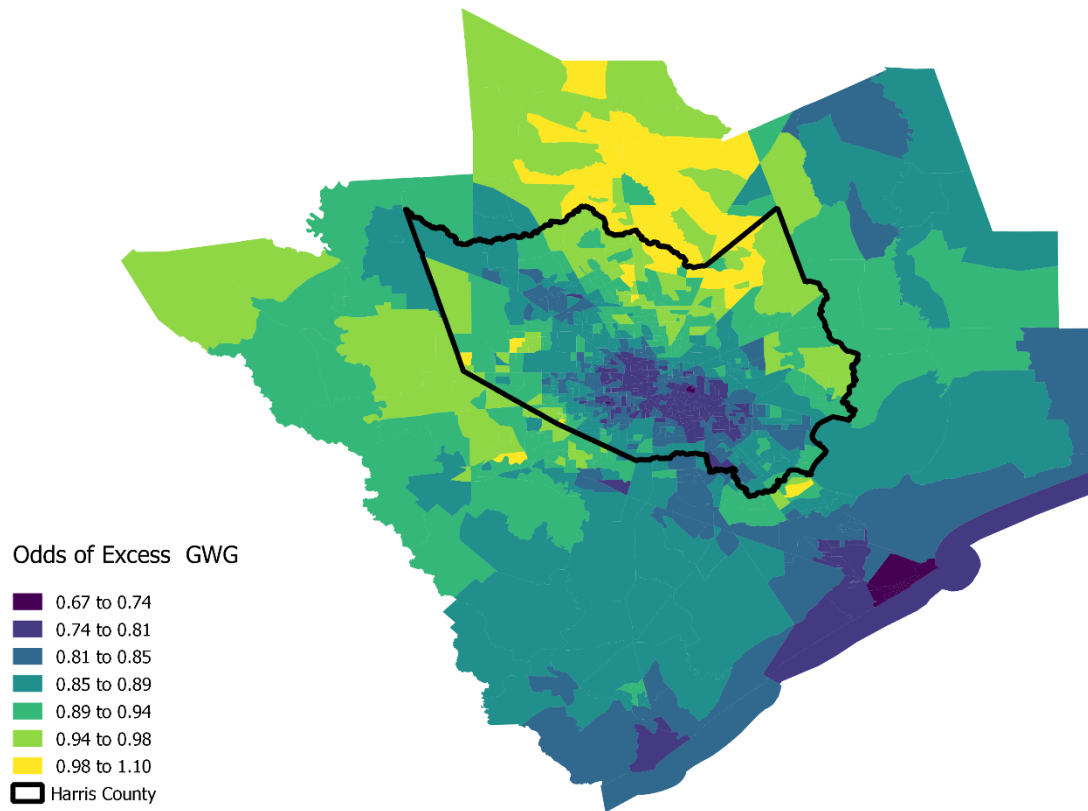 Odds of Excess GWG
0.67 to 0.74
0.74 to 0.81
0.81 to 0.85
0.85 to 0.89
0.89 to 0.94
0.94 to 0.98
0.98 to 1.10
Harris County